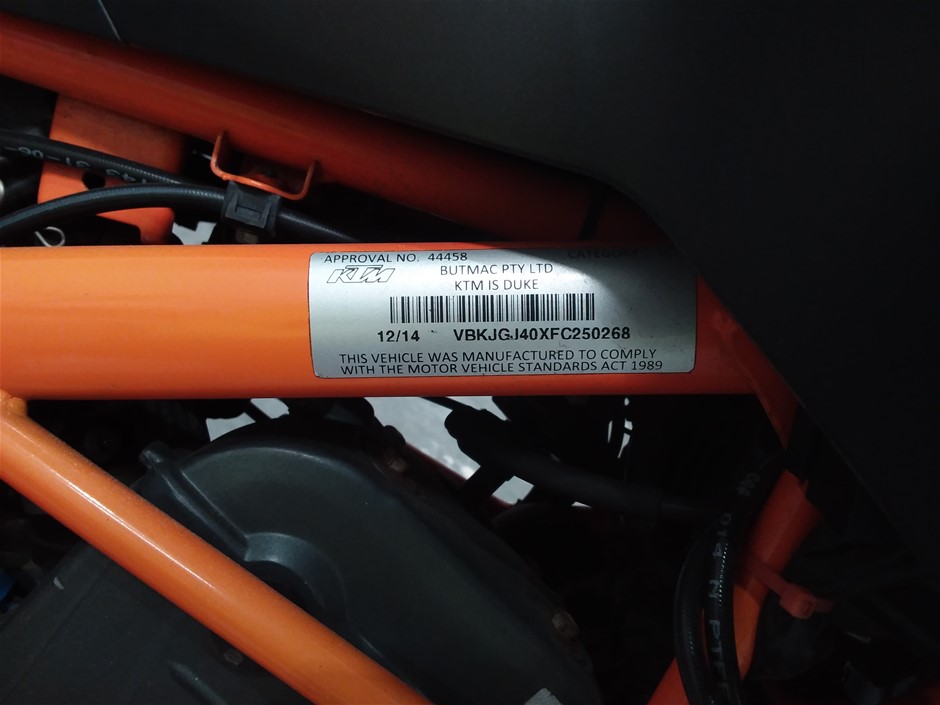 APPROVAL NO. 44458 CATEGORY
KTM BUTMAC PTY LTD
KTM IS DUKE
12/14 VBKJGJ40XFC250268
THIS VEHICLE WAS MANUFACTURED TO COMPLY
WITH THE MOTOR VEHICLE STANDARDS ACT 1989